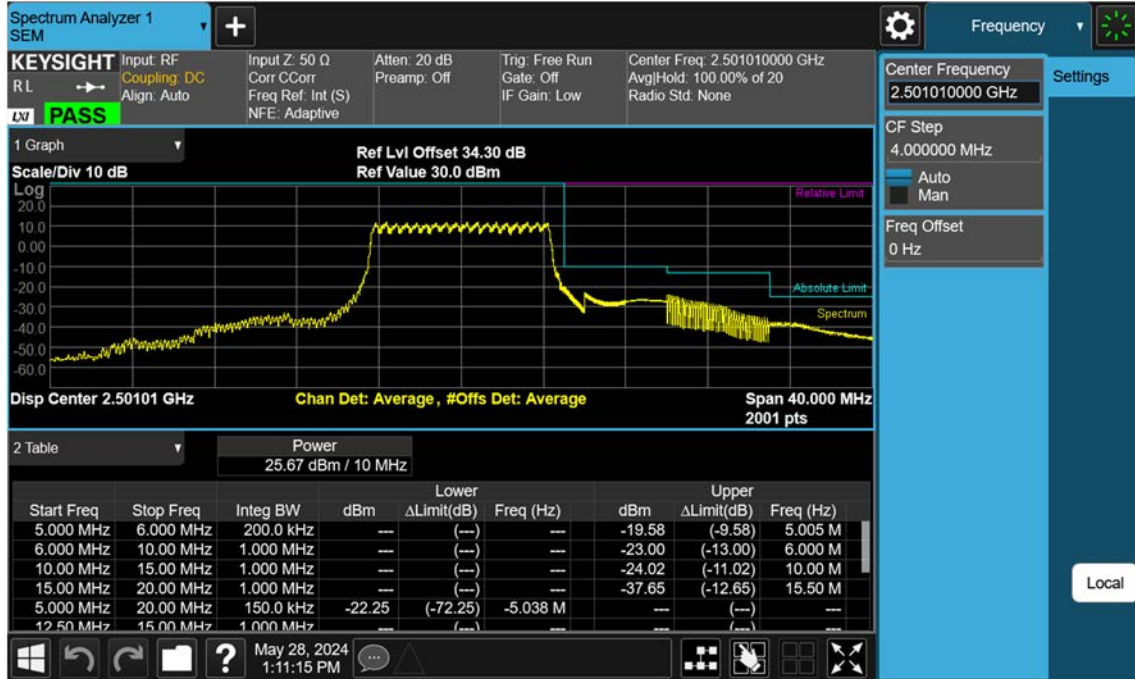 Spectrum Analyzer 1
SEM
Frequency
KEYSIGHT
R L
LXI
PASS
Input: RF
Coupling: DC
Align: Auto
Input Z: 50 Ω
Corr CCorr
Freq Ref: Int (S)
NFE: Adaptive
Atten: 20 dB
Preamp: Off
Trig: Free Run
Gate: Off
IF Gain: Low
Center Freq: 2.501010000 GHz
Avg|Hold: 100.00% of 20
Radio Std: None
Center Frequency
2.501010000 GHz
Settings
CF Step
4.000000 MHz
Auto
Man
Freq Offset
0 Hz
Local
1 Graph
Scale/Div 10 dB
Ref Lvl Offset 34.30 dB
Ref Value 30.0 dBm
Log
20.0
10.0
0.00
-10.0
-20.0
-30.0
-40.0
-50.0
-60.0
Relative Limit
Absolute Limit
Spectrum
Disp Center 2.50101 GHz
Chan Det: Average, #Offs Det: Average
Span 40.000 MHz
2001 pts
2 Table
Power
25.67 dBm / 10 MHz
Lower Upper
Start Freq Stop Freq Integ BW dBm ΔLimit(dB) Freq (Hz) dBm ΔLimit(dB) Freq (Hz)
5.000 MHz 6.000 MHz 200.0 kHz --- (---) --- -19.58 (-9.58) 5.005 M
6.000 MHz 10.00 MHz 1.000 MHz --- (---) --- -23.00 (-13.00) 6.000 M
10.00 MHz 15.00 MHz 1.000 MHz --- (---) --- -24.02 (-11.02) 10.00 M
15.00 MHz 20.00 MHz 1.000 MHz --- (---) --- -37.65 (-12.65) 15.50 M
5.000 MHz 20.00 MHz 150.0 kHz -22.25 (-72.25) -5.038 M --- (---) ---
12.50 MHz 15.00 MHz 1.000 MHz --- (---) --- --- (---) ---
?
May 28, 2024
1:11:15 PM